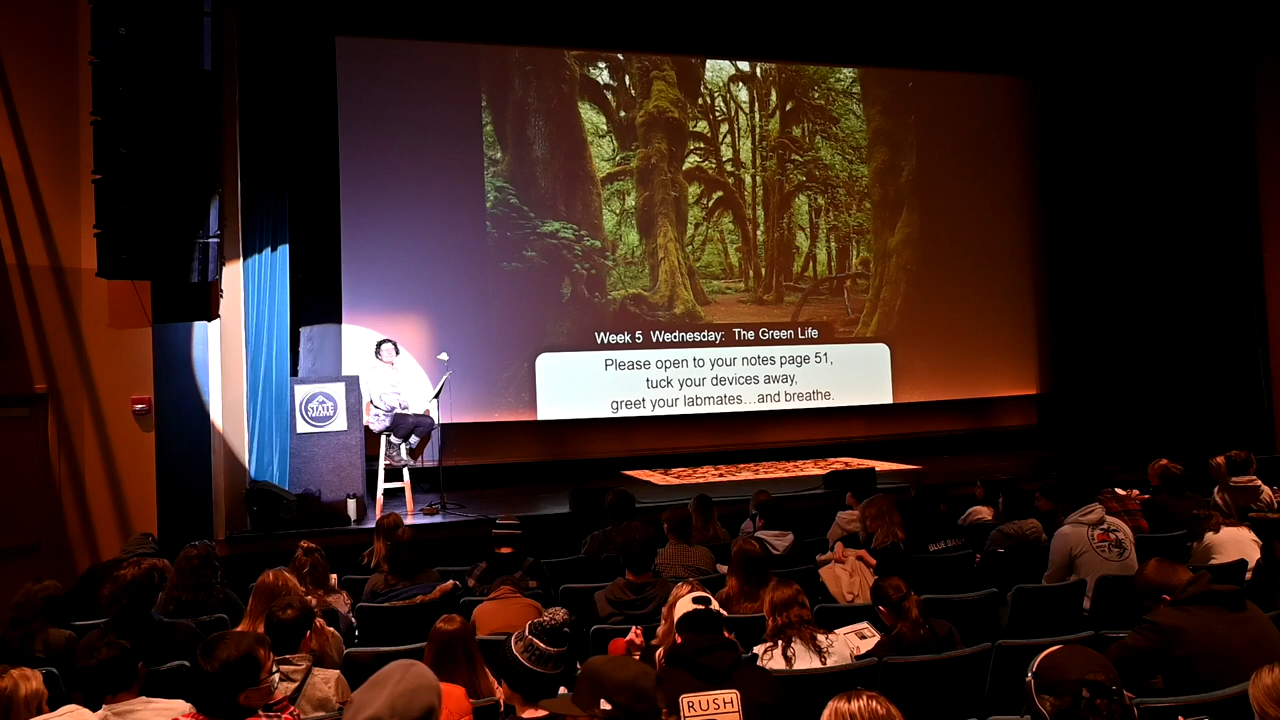 Week 5 Wednesday: The Green Life
Please open to your notes page 51,
tuck your devices away,
greet your labmates...and breathe.
STATE
THEATRE
BLUE BAN
RUSH